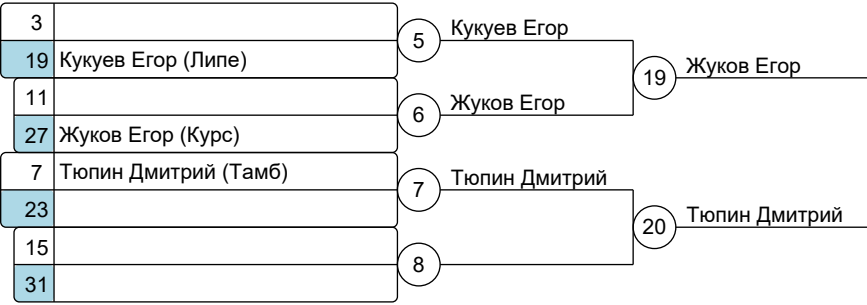 3
19 Кукуев Егор (Липе)
5 Кукуев Егор
11
27 Жуков Егор (Курс)
6 Жуков Егор
19 Жуков Егор
7 Тюпин Дмитрий (Тамб)
23
7 Тюпин Дмитрий
15
31
8
20 Тюпин Дмитрий